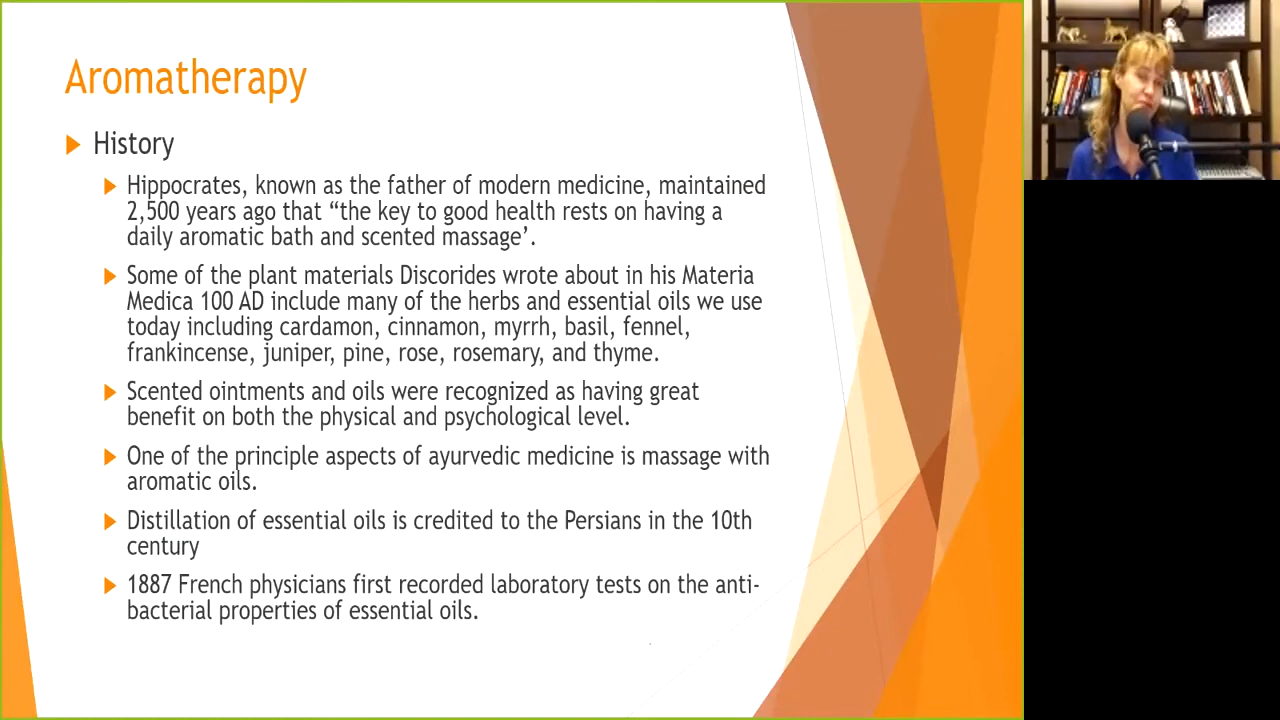 Aromatherapy
History
Hippocrates, known as the father of modern medicine, maintained
2,500 years ago that “the key to good health rests on having a
daily aromatic bath and scented massage’.
Some of the plant materials Discorides wrote about in his Materia
Medica 100 AD include many of the herbs and essential oils we use
today including cardamon, cinnamon, myrrh, basil, fennel,
frankincense, juniper, pine, rose, rosemary, and thyme.
Scented ointments and oils were recognized as having great
benefit on both the physical and psychological level.
One of the principle aspects of ayurvedic medicine is massage with
aromatic oils.
Distillation of essential oils is credited to the Persians in the 10th
century
1887 French physicians first recorded laboratory tests on the anti-
bacterial properties of essential oils.